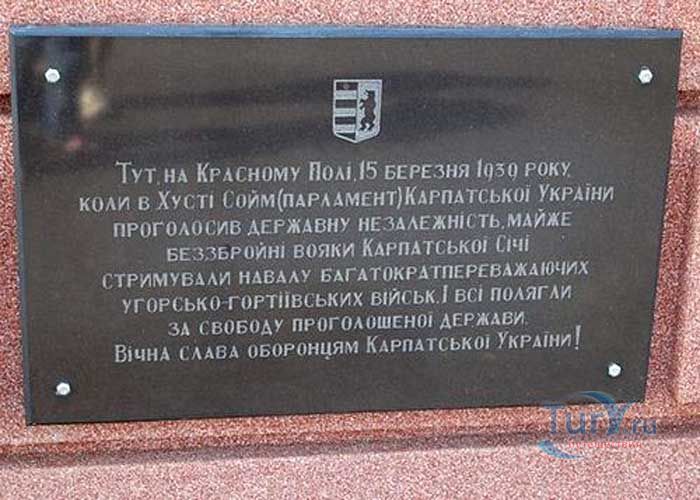 Тут, на Красному Полі, 15 березня 1939 року,
коли в Хусті Сойм(парламент)Карпатської України
проголосив державну незалежність, майже
беззбройні вояки Карпатської Січі
стримували навалу багатократпереважаючих
угорсько-гортіївських військ. І всі полягли
за свободу проголошеної держави.
Вічна слава оборонцям Карпатської України!
TurY.ru